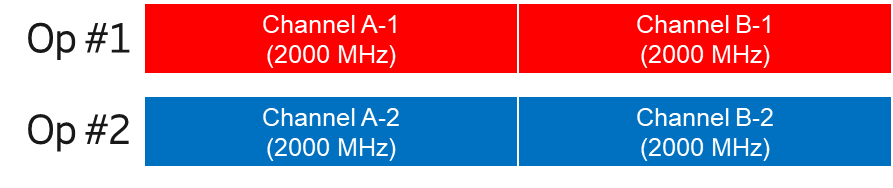 Op #1
Channel A-1
(2000 MHz)
Channel B-1
(2000 MHz)
Op #2
Channel A-2
(2000 MHz)
Channel B-2
(2000 MHz)